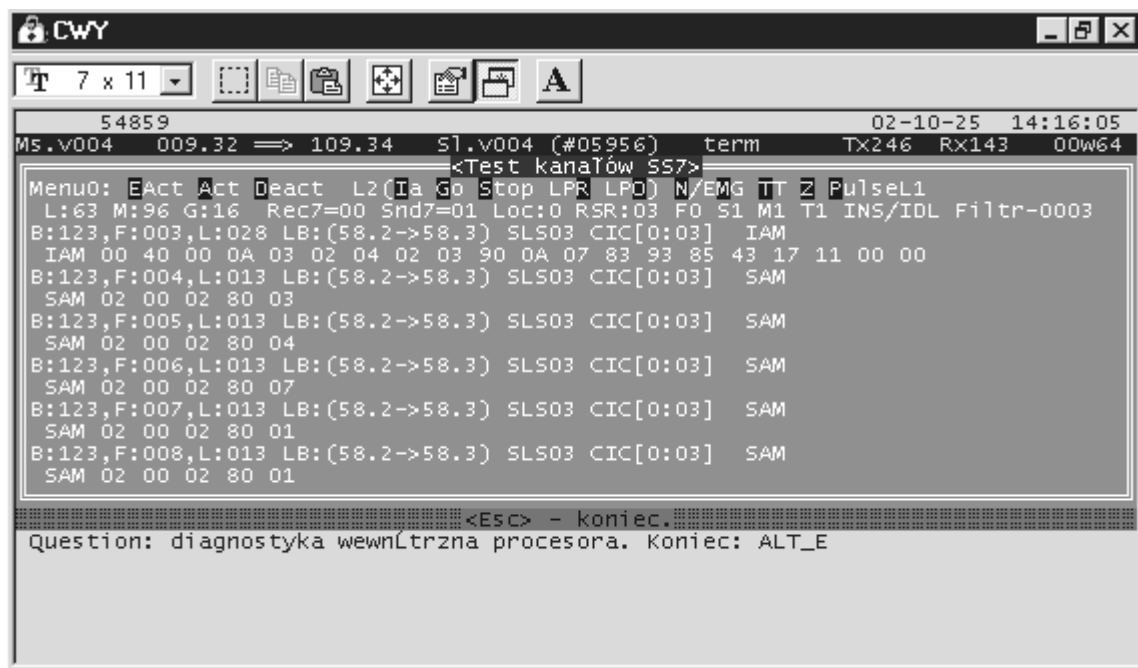 CWY
7 x 11
A
54859 02-10-25 14:16:05
Ms.v004 009.32 ==> 109.34 Sl.v004 (#05956) term Tx246 Rx143 00w64
<Test kanałów SS7>
Menu0: EAct Act Deact L2(Ia Go Stop LPR LPO) N/EMG TT Z PulseL1
L:63 M:96 G:16 Rec7=00 Snd7=01 Loc:0 RSR:03 F0 S1 M1 T1 INS/IDL Filtr-0003
B:123,F:003,L:028 LB:(58.2->58.3) SLS03 CIC[0:03] IAM
IAM 00 40 00 0A 03 02 04 02 03 90 0A 07 83 93 85 43 17 11 00 00
B:123,F:004,L:013 LB:(58.2->58.3) SLS03 CIC[0:03] SAM
SAM 02 00 02 80 03
B:123,F:005,L:013 LB:(58.2->58.3) SLS03 CIC[0:03] SAM
SAM 02 00 02 80 04
B:123,F:006,L:013 LB:(58.2->58.3) SLS03 CIC[0:03] SAM
SAM 02 00 02 80 07
B:123,F:007,L:013 LB:(58.2->58.3) SLS03 CIC[0:03] SAM
SAM 02 00 02 80 01
B:123,F:008,L:013 LB:(58.2->58.3) SLS03 CIC[0:03] SAM
SAM 02 00 02 80 01
<Esc> - koniec.
Question: diagnostyka wewnĹtrzna procesora. Koniec: ALT_E